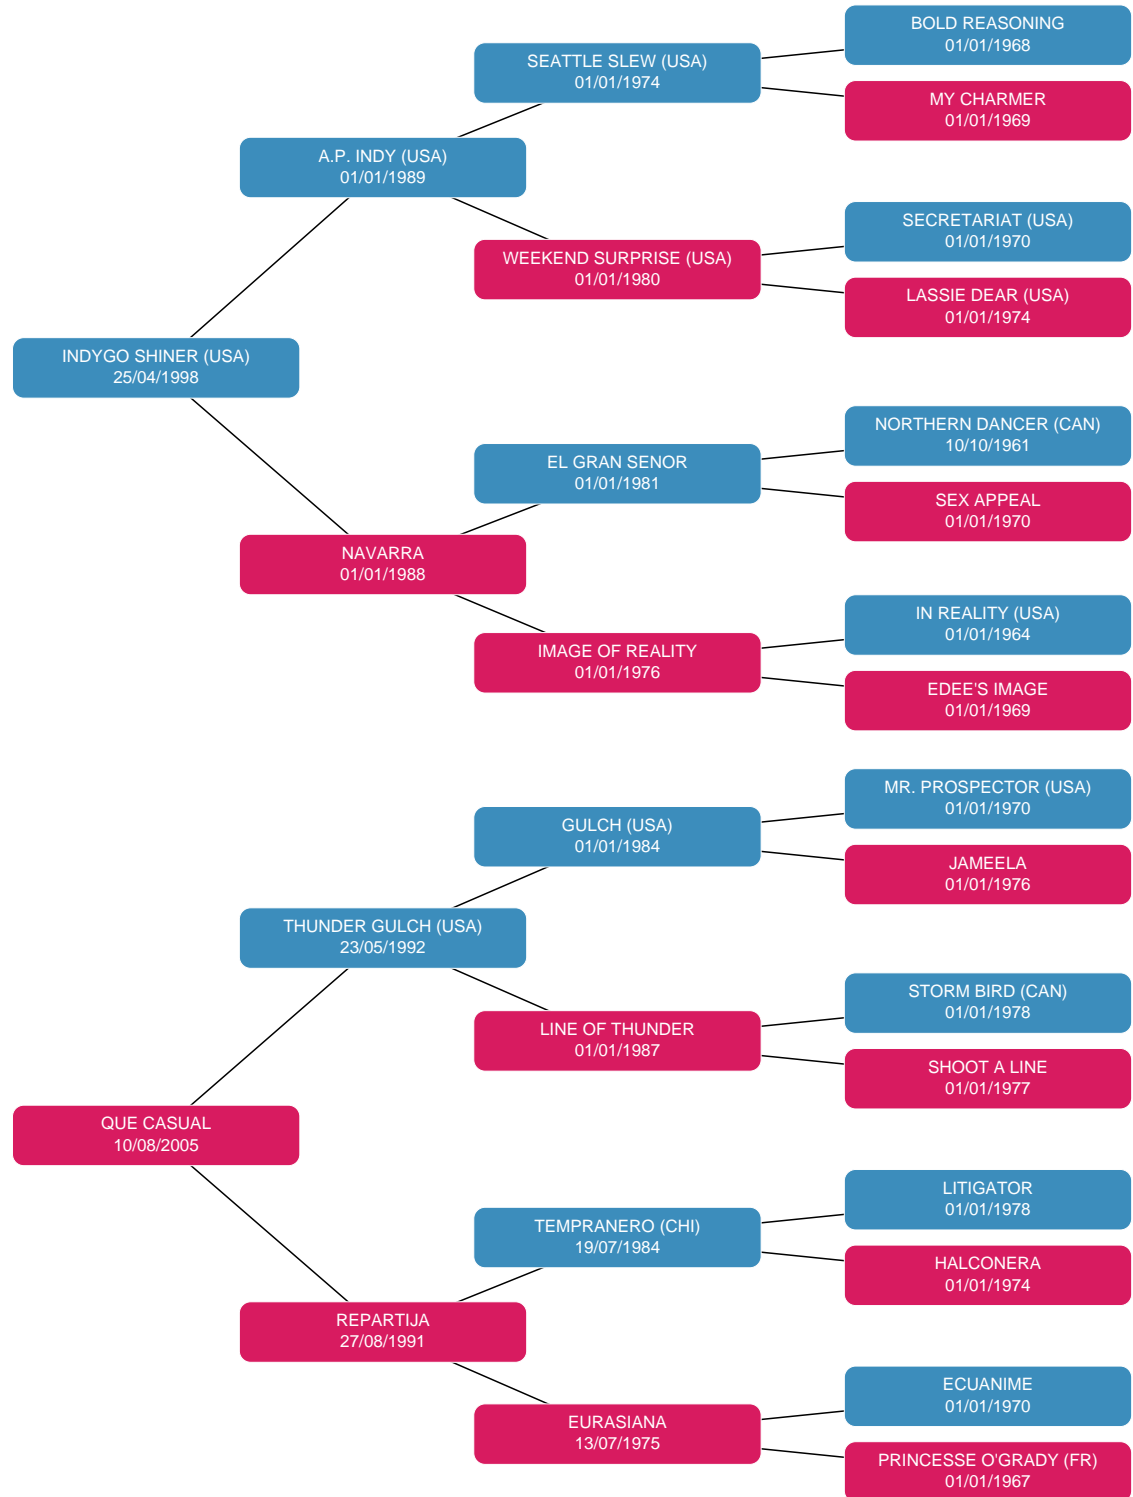 BOLD REASONING
01/01/1968
SEATTLE SLEW (USA)
01/01/1974
MY CHARMER
01/01/1969
A.P. INDY (USA)
01/01/1989
SECRETARIAT (USA)
01/01/1970
WEEKEND SURPRISE (USA)
01/01/1980
LASSIE DEAR (USA)
01/01/1974
INDYGO SHINER (USA)
25/04/1998
NORTHERN DANCER (CAN)
10/10/1961
EL GRAN SENOR
01/01/1981
SEX APPEAL
01/01/1970
NAVARRA
01/01/1988
IN REALITY (USA)
01/01/1964
IMAGE OF REALITY
01/01/1976
EDEE'S IMAGE
01/01/1969
MR. PROSPECTOR (USA)
01/01/1970
GULCH (USA)
01/01/1984
JAMEELA
01/01/1976
THUNDER GULCH (USA)
23/05/1992
STORM BIRD (CAN)
01/01/1978
LINE OF THUNDER
01/01/1987
SHOOT A LINE
01/01/1977
QUE CASUAL
10/08/2005
LITIGATOR
01/01/1978
TEMPRANERO (CHI)
19/07/1984
HALCONERA
01/01/1974
REPARTIJA
27/08/1991
ECUANIME
01/01/1970
EURASIANA
13/07/1975
PRINCESSE O'GRADY (FR)
01/01/1967